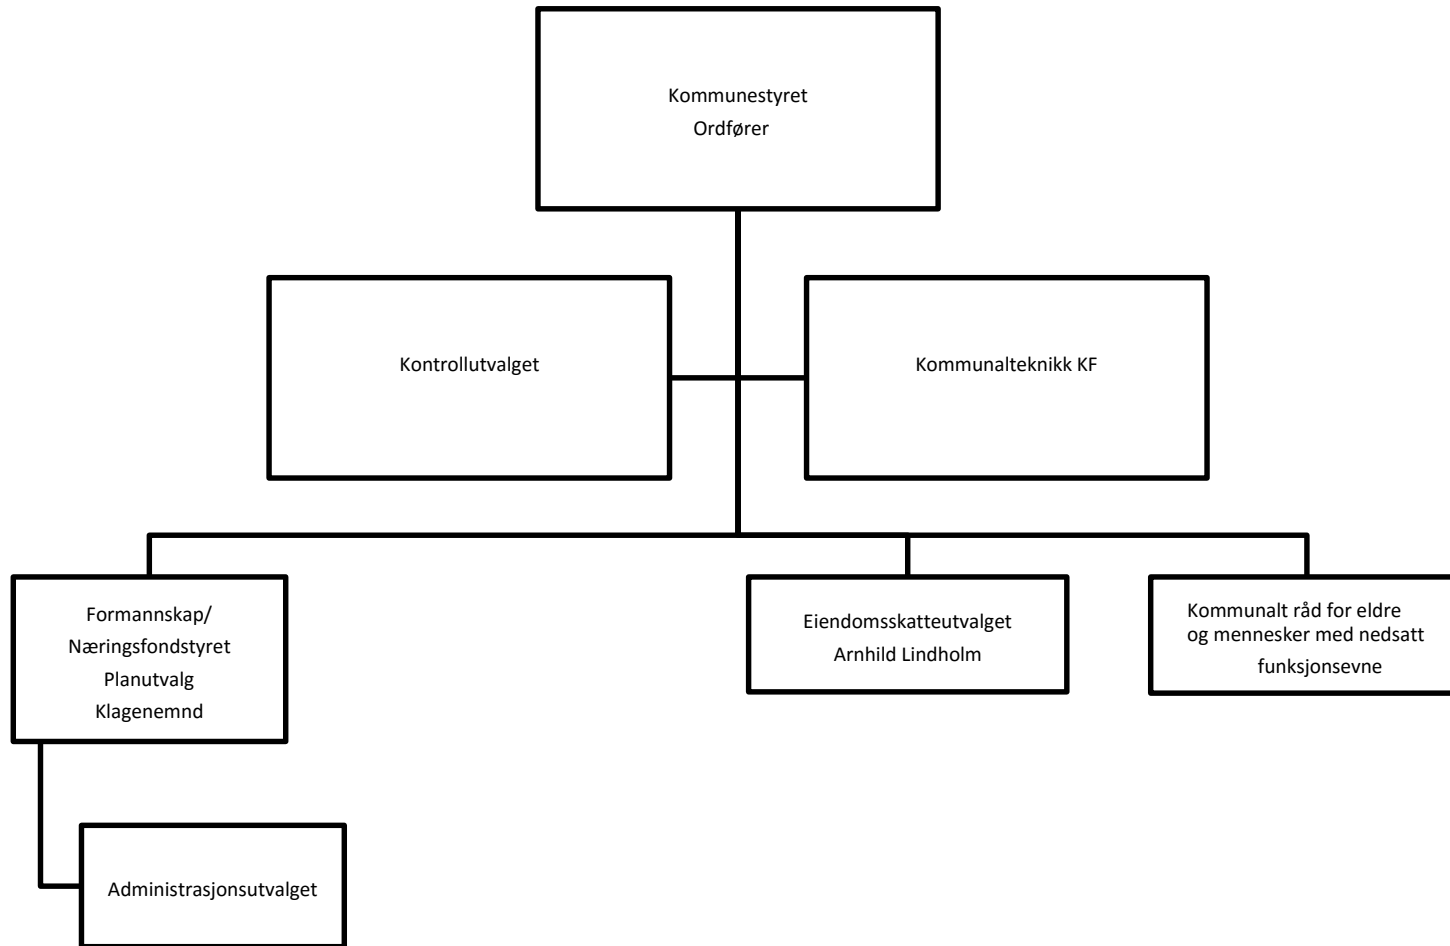 Kommunestyret
Ordfører
Kontrollutvalget
Kommunalteknikk KF
Formannskap/
Næringsfondstyret
Planutvalg
Klagenemnd
Eiendomsskatteutvalget
Arnhild Lindholm
Kommunalt råd for eldre
og mennesker med nedsatt
funksjonsevne
Administrasjonsutvalget